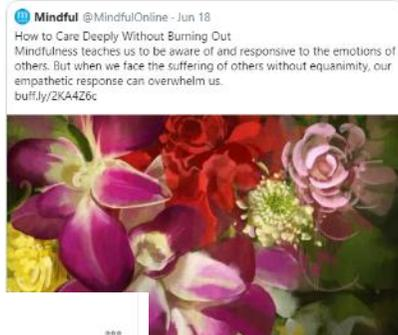 Mindful @MindfulOnline · Jun 18
How to Care Deeply Without Burning Out
Mindfulness teaches us to be aware of and responsive to the emotions of
others. But when we face the suffering of others without equanimity, our
empathetic response can overwhelm us.
buff.ly/2KA4Z6c